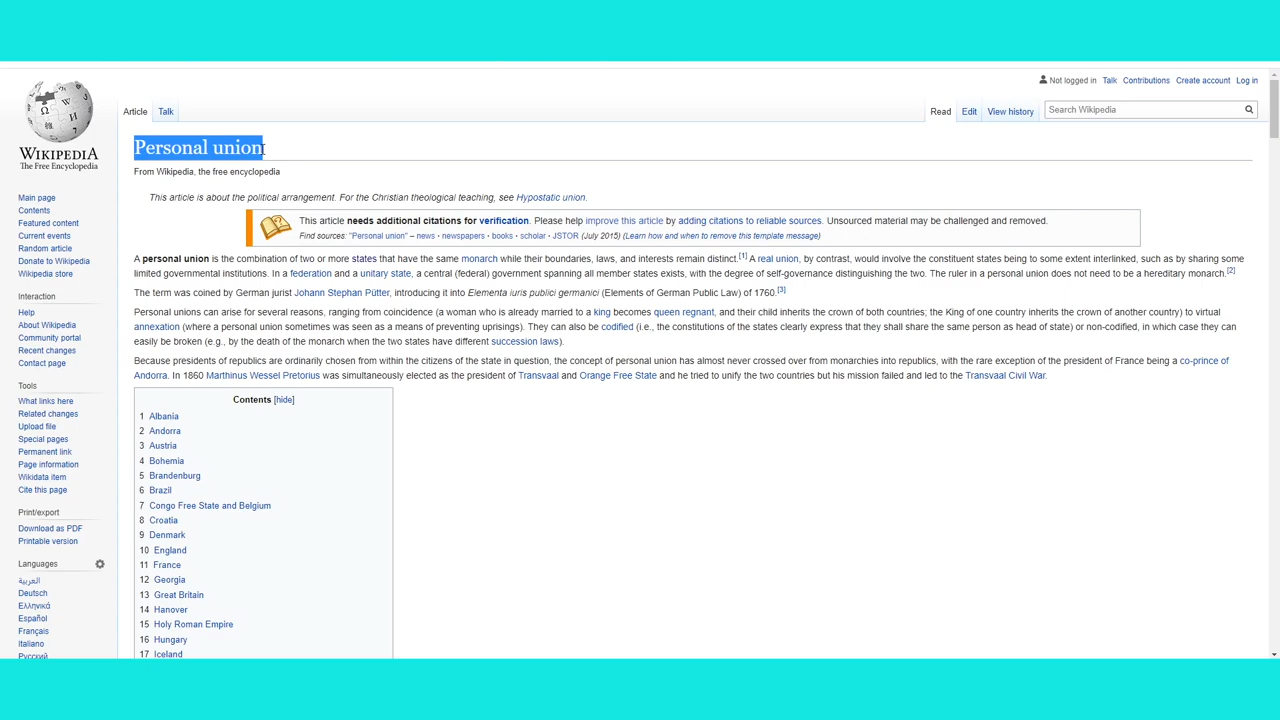 Not logged in Talk Contributions Create account Log in
WIKIPEDIA
The Free Encyclopedia
Article Talk
Read Edit View history Search Wikipedia
Personal union
From Wikipedia, the free encyclopedia
This article is about the political arrangement. For the Christian theological teaching, see Hypostatic union.
This article needs additional citations for verification. Please help improve this article by adding citations to reliable sources. Unsourced material may be challenged and removed.
Find sources: "Personal union" – news · newspapers · books · scholar · JSTOR (July 2015) (Learn how and when to remove this template message)
A personal union is the combination of two or more states that have the same monarch while their boundaries, laws, and interests remain distinct.[1] A real union, by contrast, would involve the constituent states being to some extent interlinked, such as by sharing some
limited governmental institutions. In a federation and a unitary state, a central (federal) government spanning all member states exists, with the degree of self-governance distinguishing the two. The ruler in a personal union does not need to be a hereditary monarch.[2]
The term was coined by German jurist Johann Stephan Pütter, introducing it into Elementa iuris publici germanici (Elements of German Public Law) of 1760.[3]
Personal unions can arise for several reasons, ranging from coincidence (a woman who is already married to a king becomes queen regnant, and their child inherits the crown of both countries; the King of one country inherits the crown of another country) to virtual
annexation (where a personal union sometimes was seen as a means of preventing uprisings). They can also be codified (i.e., the constitutions of the states clearly express that they shall share the same person as head of state) or non-codified, in which case they can
easily be broken (e.g., by the death of the monarch when the two states have different succession laws).
Because presidents of republics are ordinarily chosen from within the citizens of the state in question, the concept of personal union has almost never crossed over from monarchies into republics, with the rare exception of the president of France being a co-prince of
Andorra. In 1860 Marthinus Wessel Pretorius was simultaneously elected as the president of Transvaal and Orange Free State and he tried to unify the two countries but his mission failed and led to the Transvaal Civil War.
Contents [hide]
1 Albania
2 Andorra
3 Austria
4 Bohemia
5 Brandenburg
6 Brazil
7 Congo Free State and Belgium
8 Croatia
9 Denmark
10 England
11 France
12 Georgia
13 Great Britain
14 Hanover
15 Holy Roman Empire
16 Hungary
17 Iceland
Main page
Contents
Featured content
Current events
Random article
Donate to Wikipedia
Wikipedia store
Interaction
Help
About Wikipedia
Community portal
Recent changes
Contact page
Tools
What links here
Related changes
Upload file
Special pages
Permanent link
Page information
Wikidata item
Cite this page
Print/export
Download as PDF
Printable version
Languages
العربية
Deutsch
Ελληνικά
Español
Français
Italiano
Русский